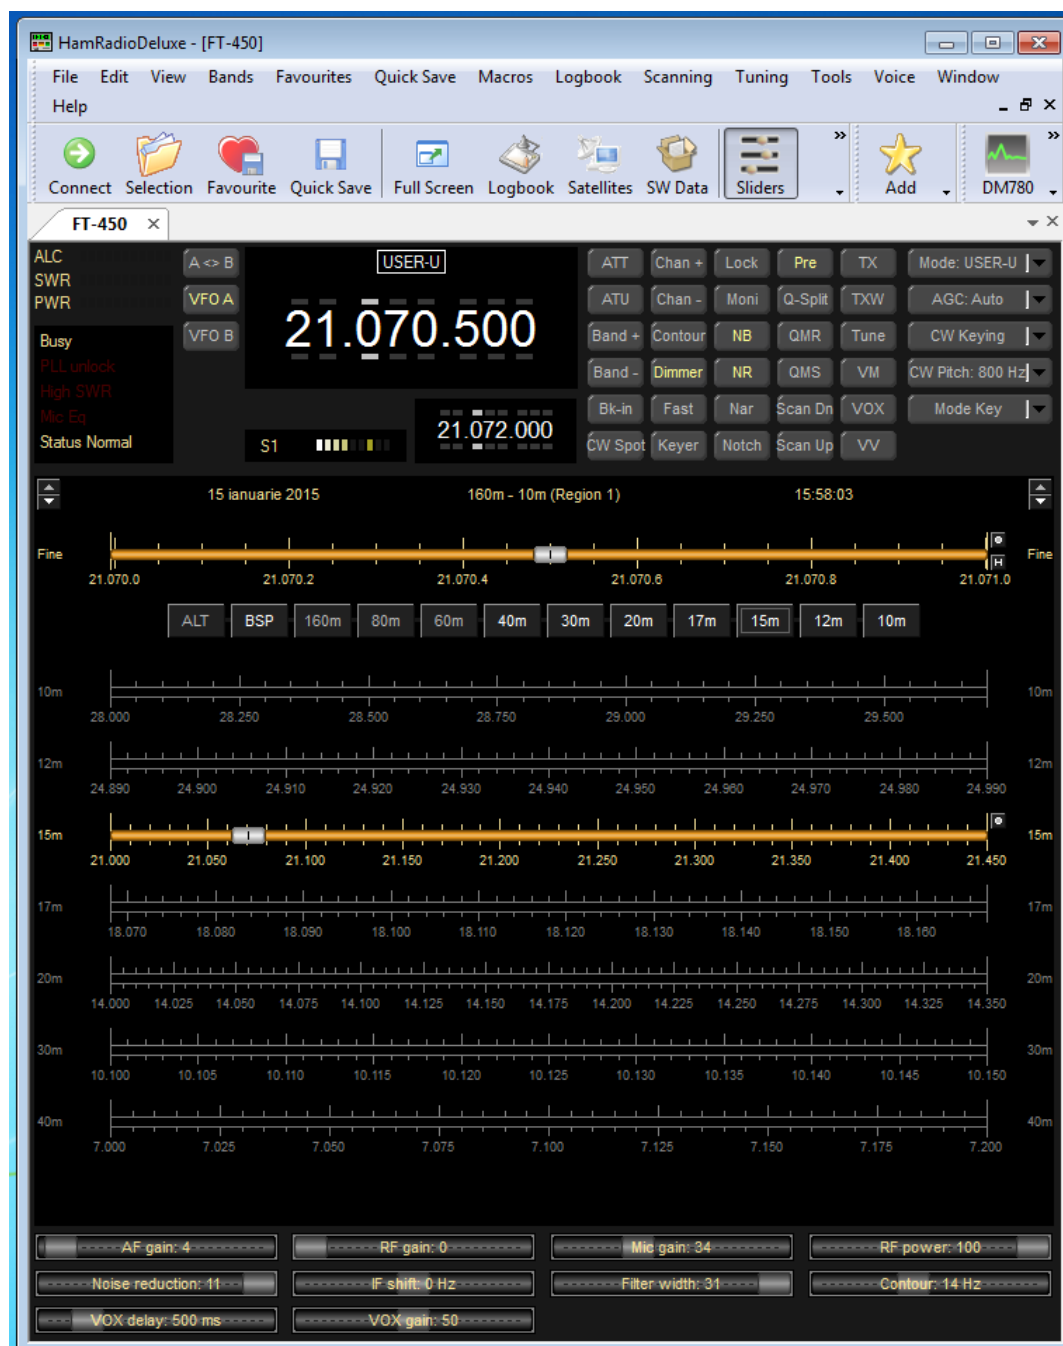 HamRadioDeluxe - [FT-450]
File Edit View Bands Favourites Quick Save Macros Logbook Scanning Tuning Tools Voice Window
Help
Connect Selection Favourite Quick Save Full Screen Logbook Satellites SW Data Sliders Add DM780
FT-450
ALC
SWR
PWR
Busy
PLL unlock
High SWR
Mic Eq
Status Normal
A <> B
VFO A
VFO B
USER-U
21.070.500
S1
21.072.000
ATT Chan + Lock Pre TX Mode: USER-U
ATU Chan - Moni Q-Split TXW AGC: Auto
Band + Contour NB QMR Tune CW Keying
Band - Dimmer NR QMS VM CW Pitch: 800 Hz
Bk-in Fast Nar Scan Dn VOX Mode Key
CW Spot Keyer Notch Scan Up VV
15 ianuarie 2015 160m - 10m (Region 1) 15:58:03
Fine Fine
H
21.070.0 21.070.2 21.070.4 21.070.6 21.070.8 21.071.0
ALT BSP 160m 80m 60m 40m 30m 20m 17m 15m 12m 10m
10m 10m
28.000 28.250 28.500 28.750 29.000 29.250 29.500
12m 12m
24.890 24.900 24.910 24.920 24.930 24.940 24.950 24.960 24.970 24.980 24.990
15m 15m
21.000 21.050 21.100 21.150 21.200 21.250 21.300 21.350 21.400 21.450
17m 17m
18.070 18.080 18.090 18.100 18.110 18.120 18.130 18.140 18.150 18.160
20m 20m
14.000 14.025 14.050 14.075 14.100 14.125 14.150 14.175 14.200 14.225 14.250 14.275 14.300 14.325 14.350
30m 30m
10.100 10.105 10.110 10.115 10.120 10.125 10.130 10.135 10.140 10.145 10.150
40m 40m
7.000 7.025 7.050 7.075 7.100 7.125 7.150 7.175 7.200
AF gain: 4 RF gain: 0 Mic gain: 34 RF power: 100
Noise reduction: 11 IF shift: 0 Hz Filter width: 31 Contour: 14 Hz
VOX delay: 500 ms VOX gain: 50